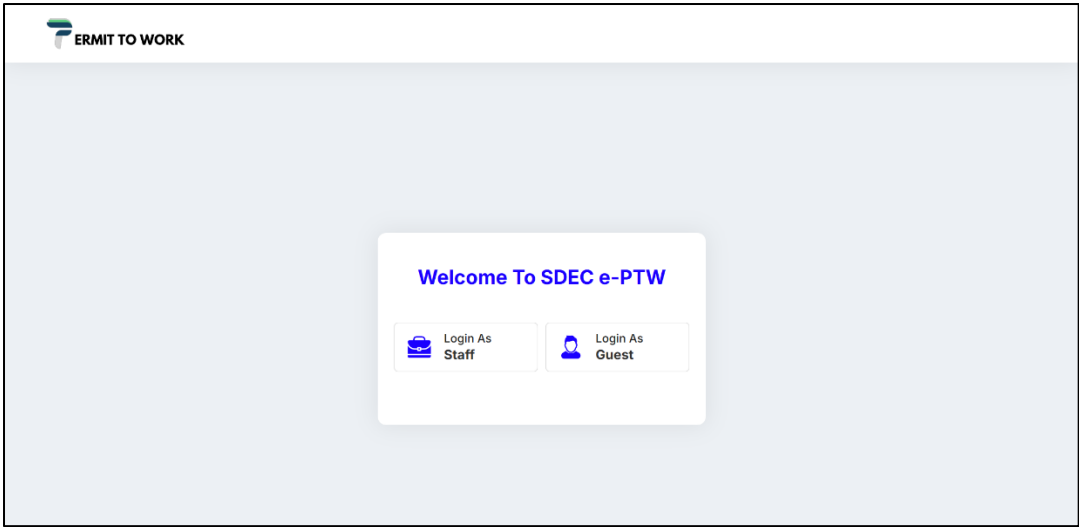 ERMIT TO WORK
Welcome To SDEC e-PTW
Login As
Staff
Login As
Guest